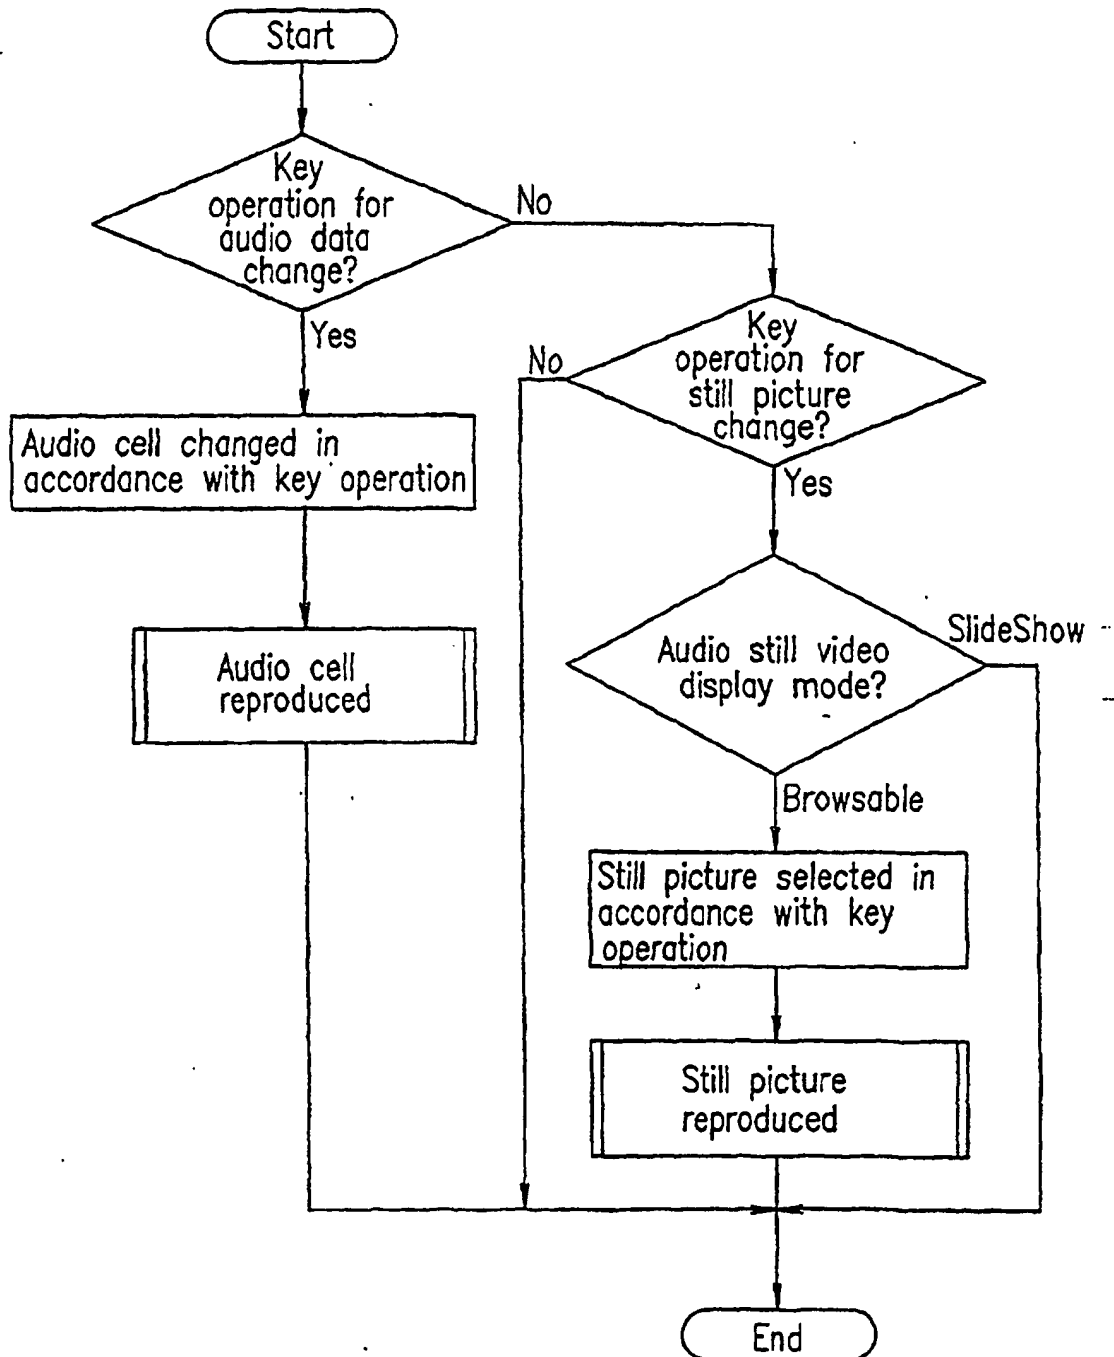 Start
Key
operation for
audio data
change?
No
Yes
Key
operation for
still picture
change?
No
Yes
Audio cell changed in
accordance with key operation
Audio cell
reproduced
Audio still video
display mode?
SlideShow
Browsable
Still picture selected in
accordance with key
operation
Still picture
reproduced
End